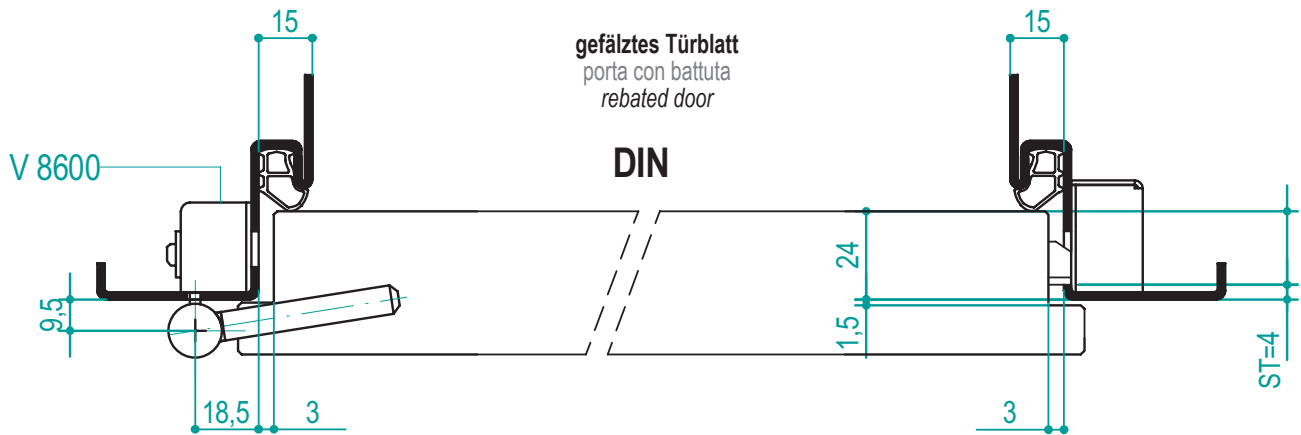 15
gefälztes Türblatt
porta con battuta
rebated door
15
DIN
V 8600
24
9,5
1,5
ST=4
18,5
3
3